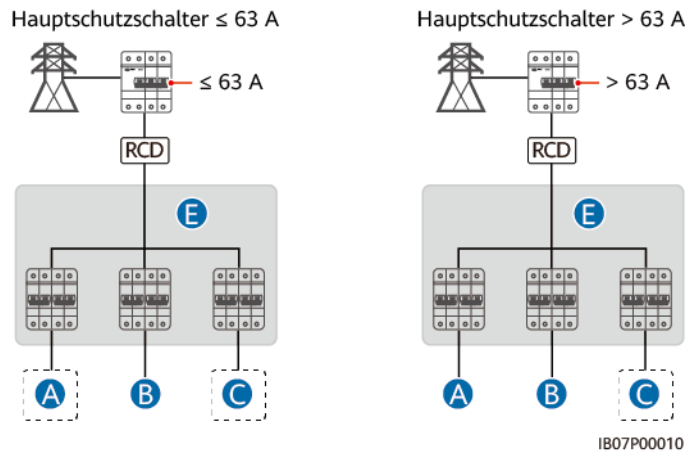 Hauptschutzschalter ≤ 63 A
≤ 63 A
RCD
E
A
B
C
Hauptschutzschalter > 63 A
> 63 A
RCD
E
A
B
C
IB07P00010